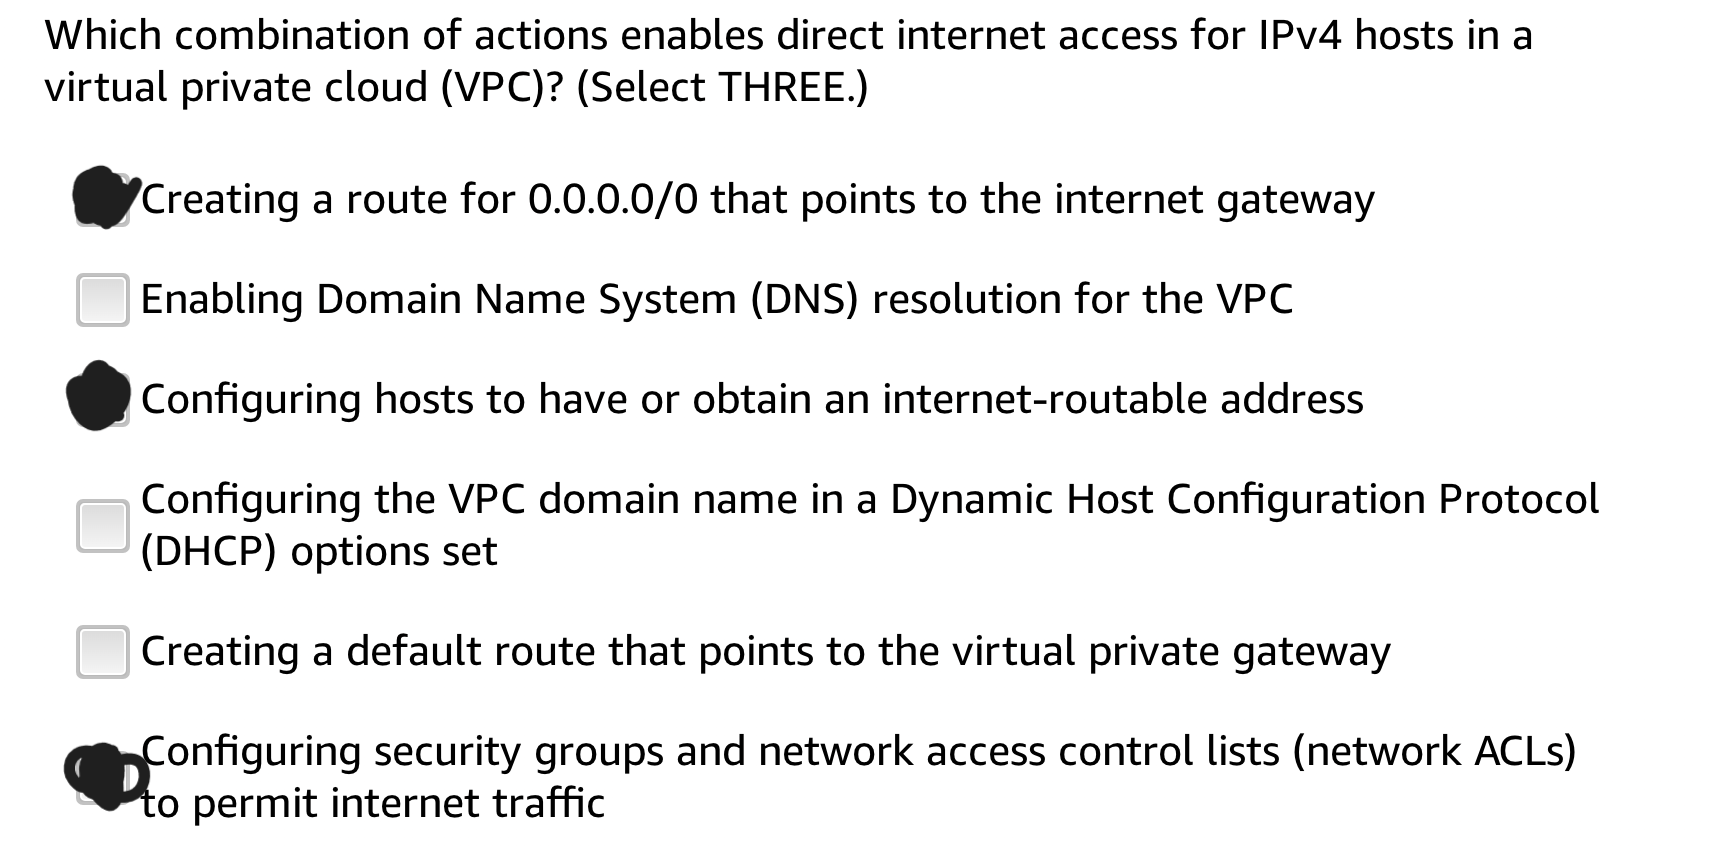 Which combination of actions enables direct internet access for IPv4 hosts in a
virtual private cloud (VPC)? (Select THREE.)
Creating a route for 0.0.0.0/0 that points to the internet gateway
Enabling Domain Name System (DNS) resolution for the VPC
Configuring hosts to have or obtain an internet-routable address
Configuring the VPC domain name in a Dynamic Host Configuration Protocol
(DHCP) options set
Creating a default route that points to the virtual private gateway
Configuring security groups and network access control lists (network ACLs)
to permit internet traffic